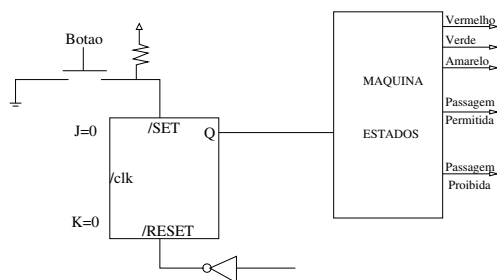 Botao
J=0
/SET
Q
/clk
K=0
/RESET
MAQUINA
ESTADOS
Vermelho
Verde
Amarelo
Passagem
Permitida
Passagem
Proibida